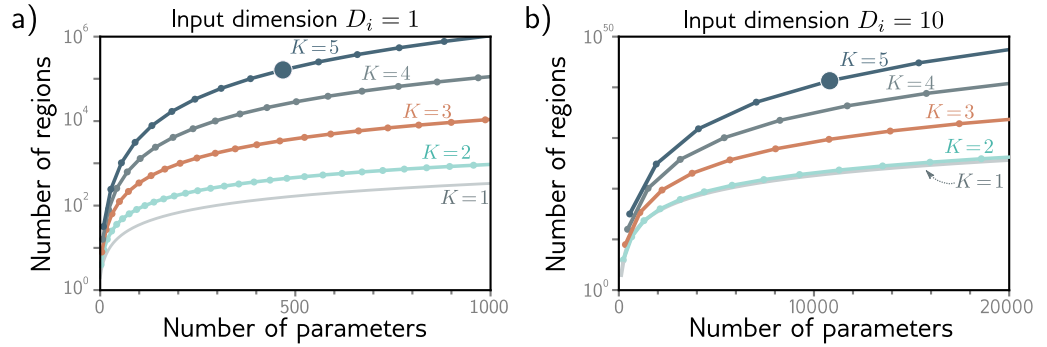 a)
Input dimension $D_i = 1$
Number of regions
10^6
10^4
10^2
10^0
K=5
K=4
K=3
K=2
K=1
0
500
1000
Number of parameters
b)
Input dimension $D_i = 10$
Number of regions
10^50
10^0
K=5
K=4
K=3
K=2
K=1
0
10000
20000
Number of parameters